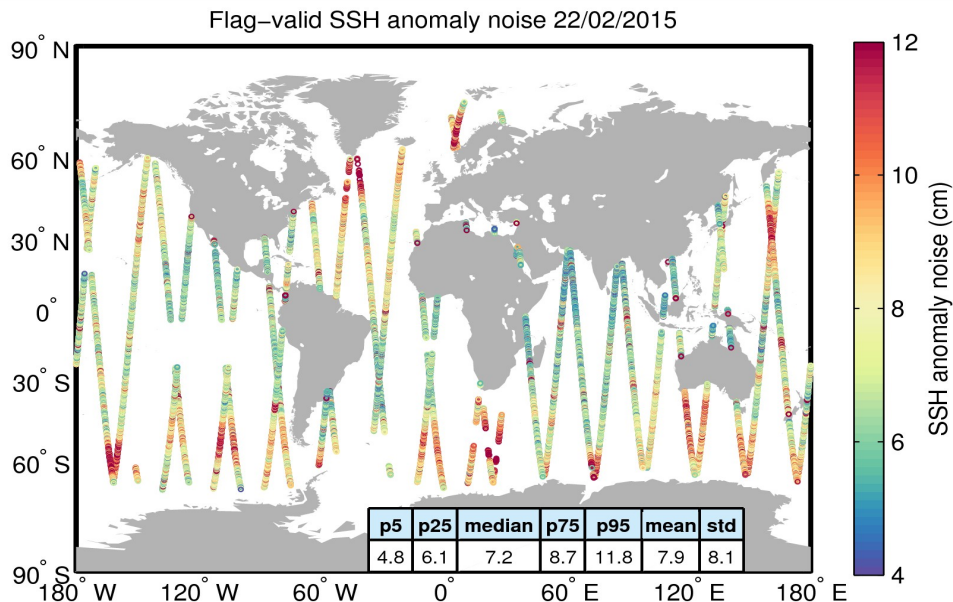 Flag−valid SSH anomaly noise 22/02/2015
90° N
60° N
30° N
0°
30° S
60° S
90° S
180° W
120° W
60° W
0°
60° E
120° E
180° E
12
10
8
6
4
SSH anomaly noise (cm)
p5 p25 median p75 p95 mean std
4.8 6.1 7.2 8.7 11.8 7.9 8.1